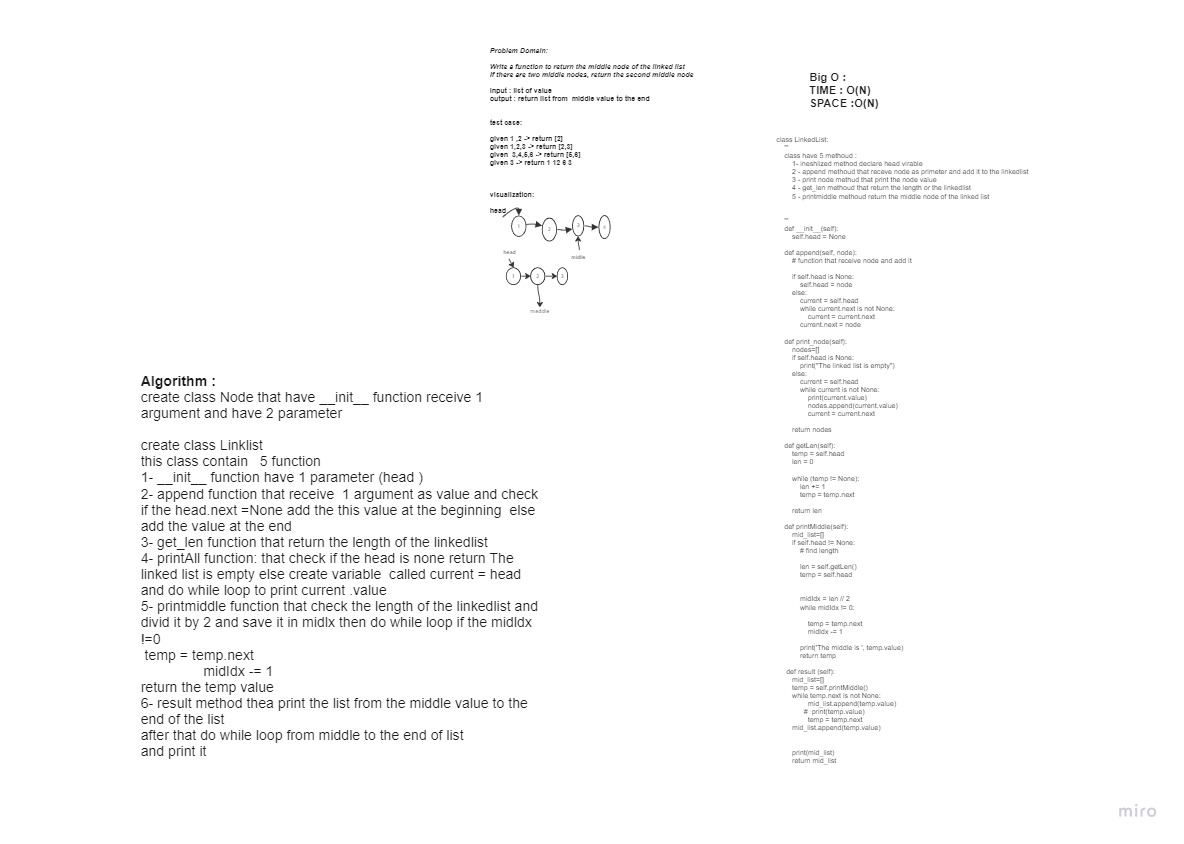 Problem Domain:
Write a function to return the middle node of the linked list
If there are two middle nodes, return the second middle node
input : list of value
output : return list from middle value to the end
test case:
given 1 ,2 -> return [2]
given 1,2,3 -> return [2,3]
given 3,4,5,6 -> return [5,6]
given 3 -> return 1 12 6 3
visualization:
head
1
2
3
4
midle
head
1
2
3
meddle
Big O :
TIME : O(N)
SPACE :O(N)
Algorithm :
create class Node that have __init__ function receive 1
argument and have 2 parameter
create class Linklist
this class contain 5 function
1- __init__ function have 1 parameter (head )
2- append function that receive 1 argument as value and check
if the head.next =None add the this value at the beginning else
add the value at the end
3- get_len function that return the length of the linkedlist
4- printAll function: that check if the head is none return The
linked list is empty else create variable called current = head
and do while loop to print current .value
5- printmiddle function that check the length of the linkedlist and
divid it by 2 and save it in midIx then do while loop if the midIdx
!=0
temp = temp.next
midIdx -= 1
return the temp value
6- result method thea print the list from the middle value to the
end of the list
after that do while loop from middle to the end of list
and print it
class LinkedList:
"""
class have 5 methoud :
1- ineshlized method declare head virable
2 - append methoud that receve node as primeter and add it to the linkedlist
3 - print node methud that print the node value
4 - get_len methoud that return the length or the linkedlist
5 - printmiddle methoud return the middle node of the linked list
"""
def __init__(self):
self.head = None
def append(self, node):
# function that receive node and add it
if self.head is None:
self.head = node
else:
current = self.head
while current.next is not None:
current = current.next
current.next = node
def print_node(self):
nodes=[]
if self.head is None:
print("The linked list is empty")
else:
current = self.head
while current is not None:
print(current.value)
nodes.append(current.value)
current = current.next
return nodes
def getLen(self):
temp = self.head
len = 0
while (temp != None):
len += 1
temp = temp.next
return len
def printMiddle(self):
mid_list=[]
if self.head != None:
# find length
len = self.getLen()
temp = self.head
midIdx = len // 2
while midIdx != 0:
temp = temp.next
midIdx -= 1
print('The middle is ', temp.value)
return temp
def result (self):
mid_list=[]
temp = self.printMiddle()
while temp.next is not None:
mid_list.append(temp.value)
# print(temp.value)
temp = temp.next
mid_list.append(temp.value)
print(mid_list)
return mid_list
miro